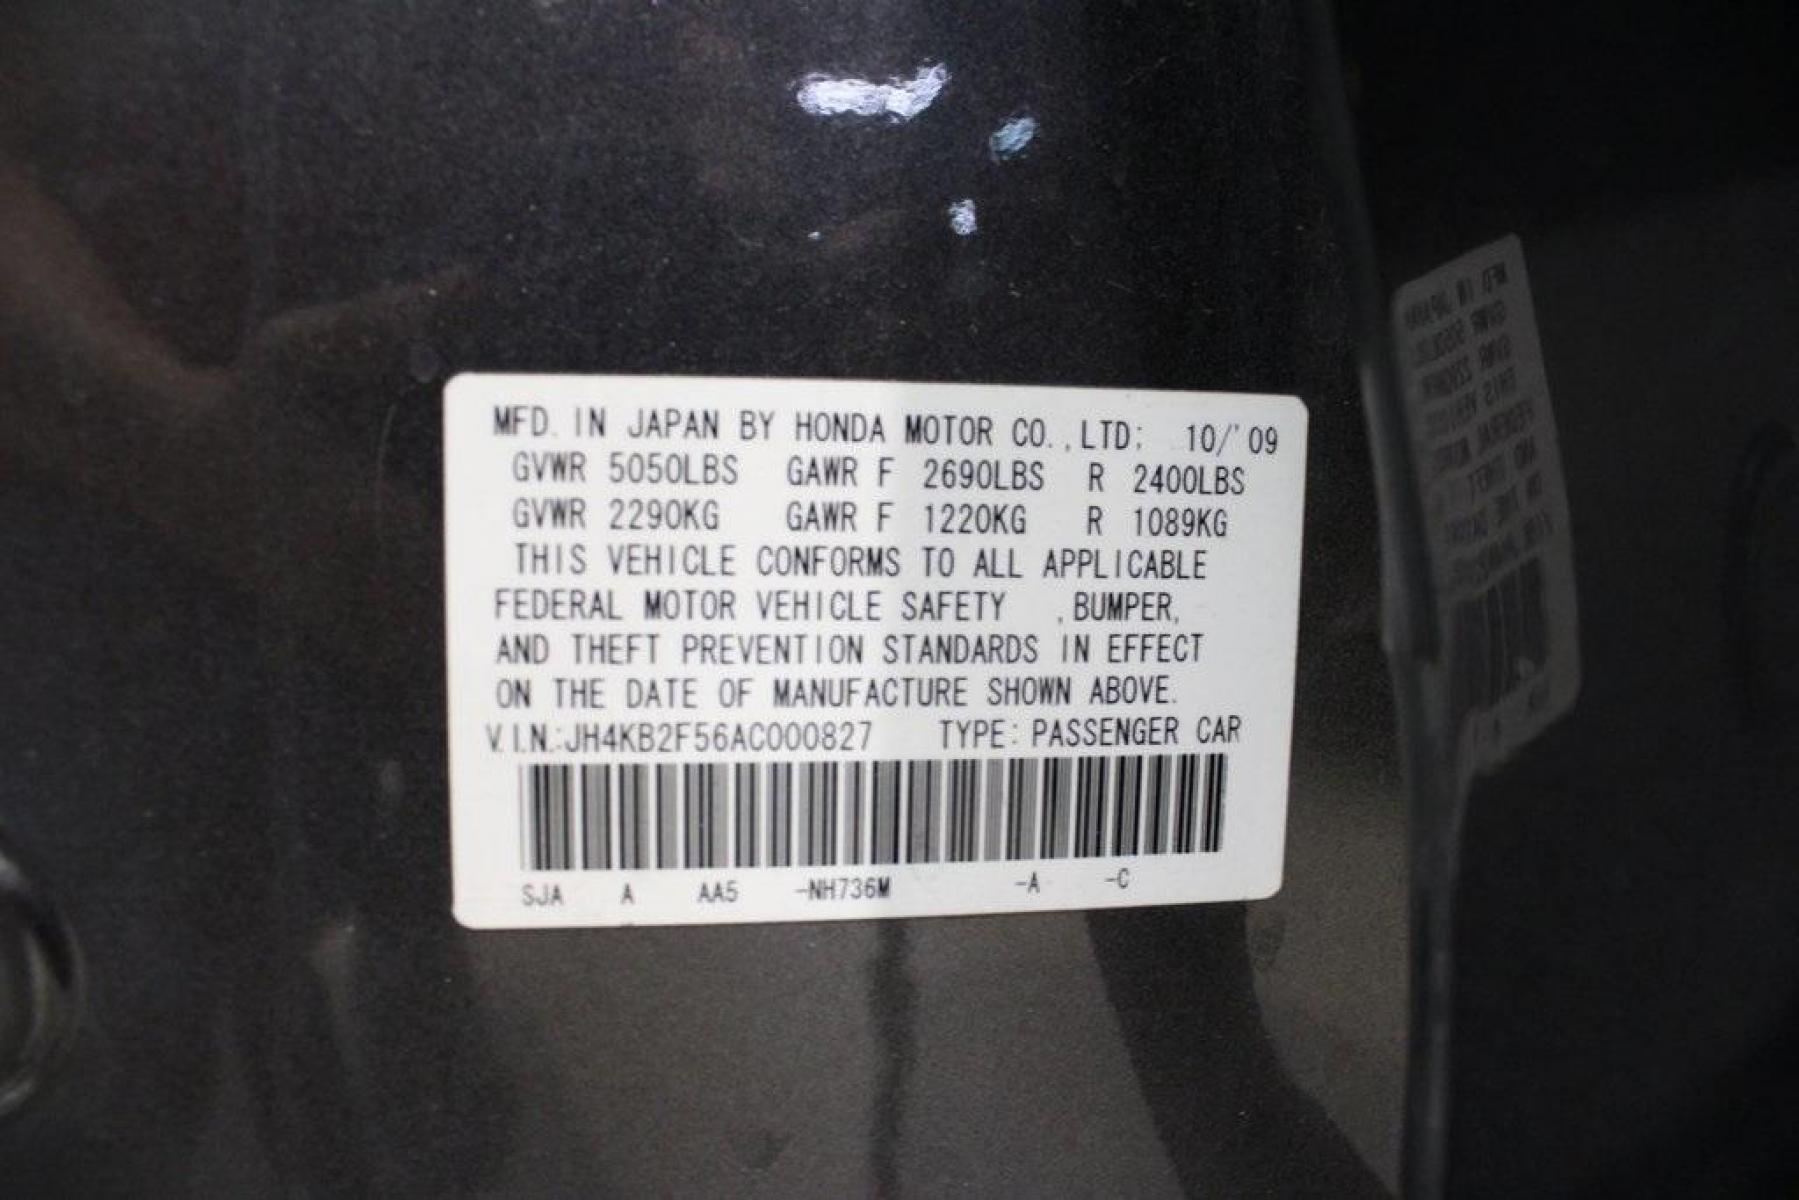 MFD. IN JAPAN BY HONDA MOTOR CO.,LTD; 10/'09
GVWR 5050LBS GAWR F 2690LBS R 2400LBS
GVWR 2290KG GAWR F 1220KG R 1089KG
THIS VEHICLE CONFORMS TO ALL APPLICABLE
FEDERAL MOTOR VEHICLE SAFETY ,BUMPER,
AND THEFT PREVENTION STANDARDS IN EFFECT
ON THE DATE OF MANUFACTURE SHOWN ABOVE.
V.I.N.:JH4KB2F56AC000827 TYPE: PASSENGER CAR
SJA A AA5 -NH736M -A -C